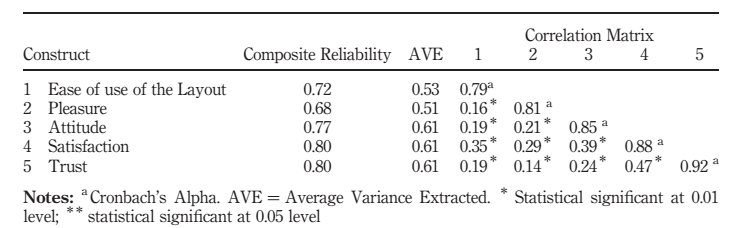 Correlation Matrix
Construct Composite Reliability AVE 1 2 3 4 5
1 Ease of use of the Layout 0.72 0.53 0.79a
2 Pleasure 0.68 0.51 0.16* 0.81 a
3 Attitude 0.77 0.61 0.19* 0.21* 0.85 a
4 Satisfaction 0.80 0.61 0.35* 0.29* 0.39* 0.88 a
5 Trust 0.80 0.61 0.19* 0.14* 0.24* 0.47* 0.92 a
Notes: a Cronbach's Alpha. AVE = Average Variance Extracted. * Statistical significant at 0.01
level; ** statistical significant at 0.05 level